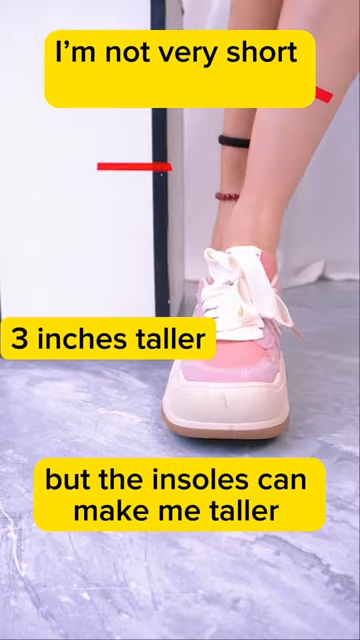 I’m not very short
3 inches taller
but the insoles can
make me taller